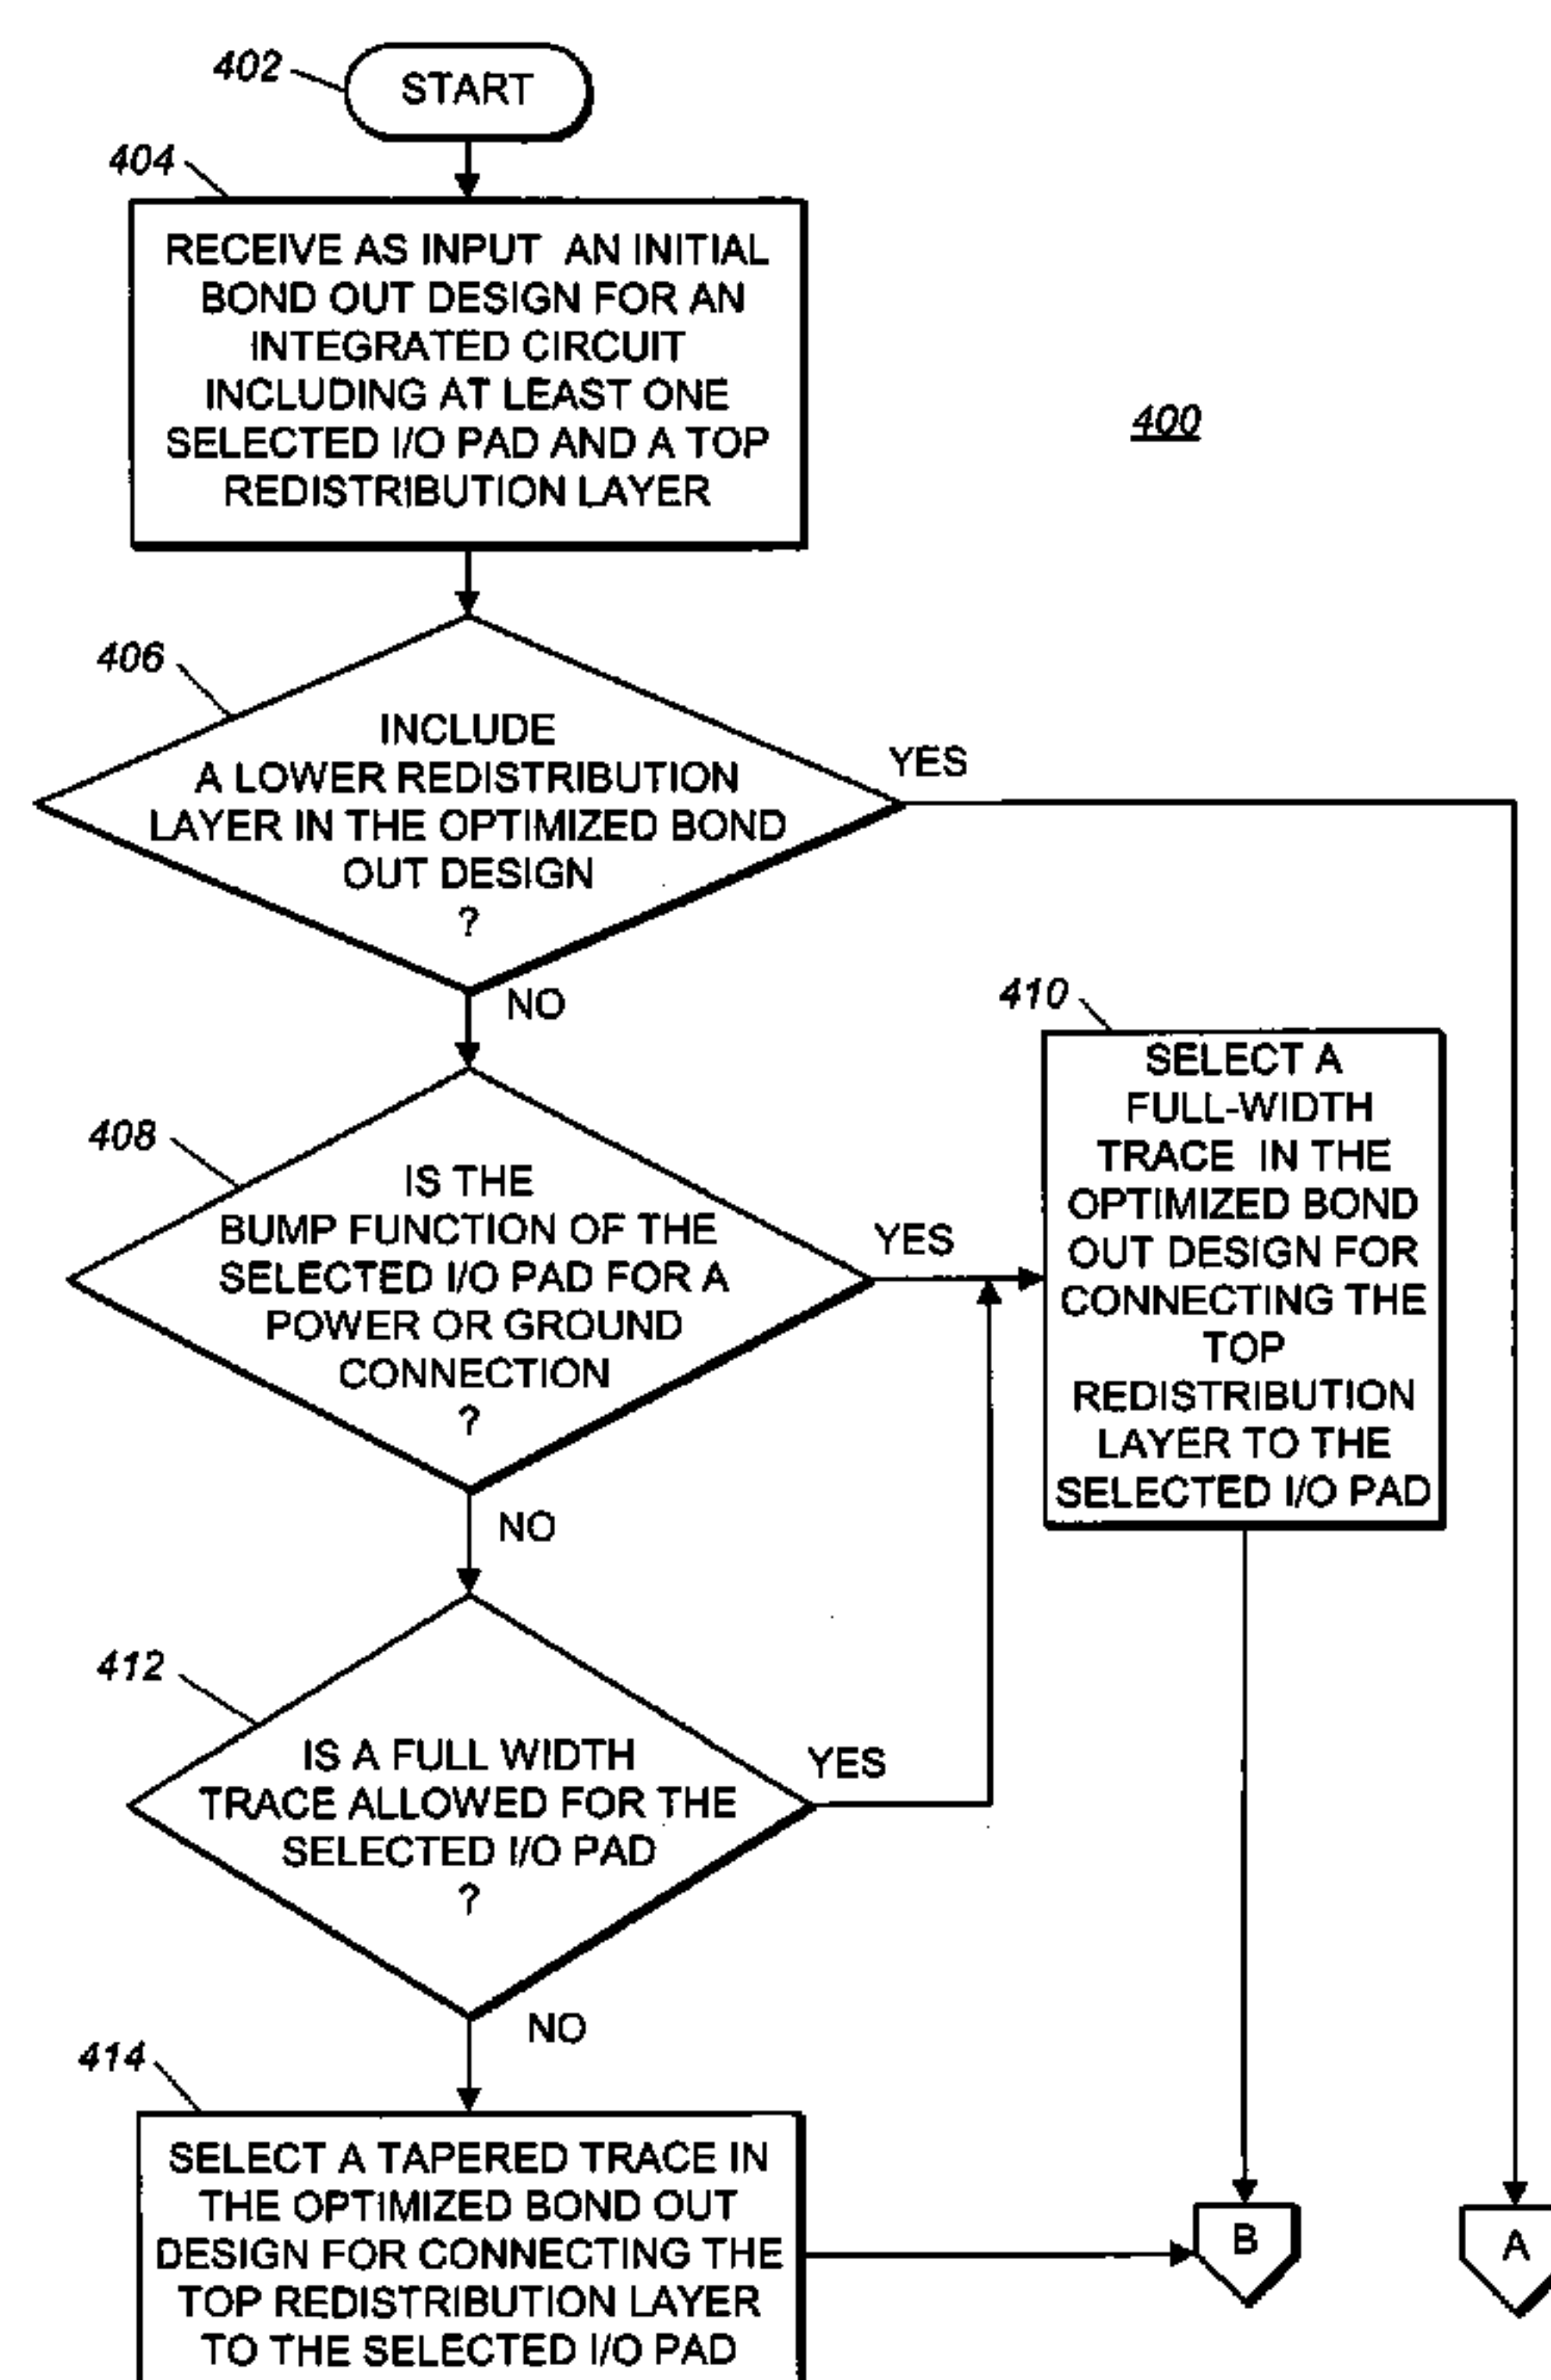 402
START
404
RECEIVE AS INPUT AN INITIAL
BOND OUT DESIGN FOR AN
INTEGRATED CIRCUIT
INCLUDING AT LEAST ONE
SELECTED I/O PAD AND A TOP
REDISTRIBUTION LAYER
400
406
INCLUDE
A LOWER REDISTRIBUTION
LAYER IN THE OPTIMIZED BOND
OUT DESIGN
?
YES
NO
408
IS THE
BUMP FUNCTION OF THE
SELECTED I/O PAD FOR A
POWER OR GROUND
CONNECTION
?
YES
NO
410
SELECT A
FULL-WIDTH
TRACE IN THE
OPTIMIZED BOND
OUT DESIGN FOR
CONNECTING THE
TOP
REDISTRIBUTION
LAYER TO THE
SELECTED I/O PAD
412
IS A FULL WIDTH
TRACE ALLOWED FOR THE
SELECTED I/O PAD
?
YES
NO
414
SELECT A TAPERED TRACE IN
THE OPTIMIZED BOND OUT
DESIGN FOR CONNECTING THE
TOP REDISTRIBUTION LAYER
TO THE SELECTED I/O PAD
B
A